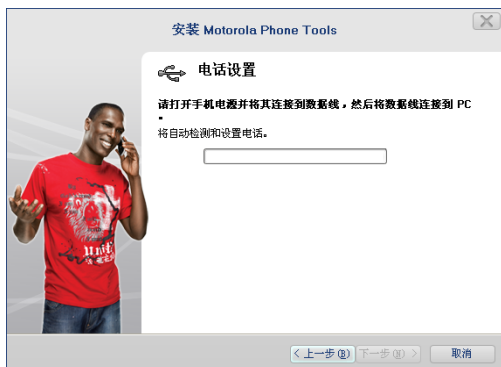 安装 Motorola Phone Tools
电话设置
请打开手机电源并将其连接到数据线，然后将数据线连接到 PC
。
将自动检测和设置电话。
< 上一步(B)
下一步(N) >
取消